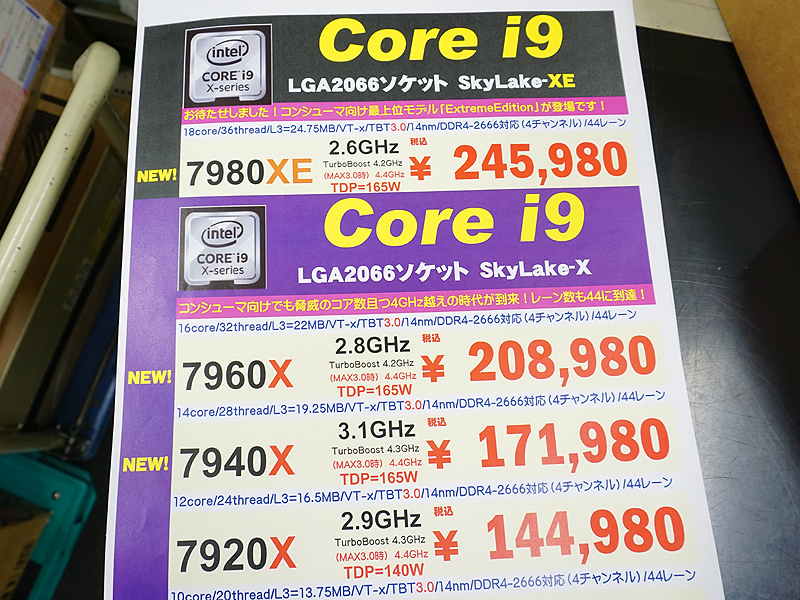 intel
CORE i9
X-series
Core i9
LGA2066ソケット SkyLake-XE
お待たせしました！コンシューマ向け最上位モデル「ExtremeEdition」が登場です！
18core/36thread/L3=24.75MB/VT-x/TBT3.0/14nm/DDR4-2666対応(4チャンネル)/44レーン
NEW! 7980XE
2.6GHz
TurboBoost 4.2GHz
(MAX3.0時) 4.4GHz
TDP=165W
税込
¥ 245,980
intel
CORE i9
X-series
Core i9
LGA2066ソケット SkyLake-X
コンシューマ向けでも脅威のコア数且つ4GHz越えの時代が到来！レーン数も44に到達！
16core/32thread/L3=22MB/VT-x/TBT3.0/14nm/DDR4-2666対応(4チャンネル)/44レーン
NEW! 7960X
2.8GHz
TurboBoost 4.2GHz
(MAX3.0時) 4.4GHz
TDP=165W
税込
¥ 208,980
14core/28thread/L3=19.25MB/VT-x/TBT3.0/14nm/DDR4-2666対応(4チャンネル)/44レーン
NEW! 7940X
3.1GHz
TurboBoost 4.3GHz
(MAX3.0時) 4.4GHz
TDP=165W
税込
¥ 171,980
12core/24thread/L3=16.5MB/VT-x/TBT3.0/14nm/DDR4-2666対応(4チャンネル)/44レーン
7920X
2.9GHz
TurboBoost 4.3GHz
(MAX3.0時) 4.4GHz
TDP=140W
税込
¥ 144,980
10core/20thread/L3=13.75MB/VT-x/TBT3.0/14nm/DDR4-2666対応(4チャンネル)/44レーン